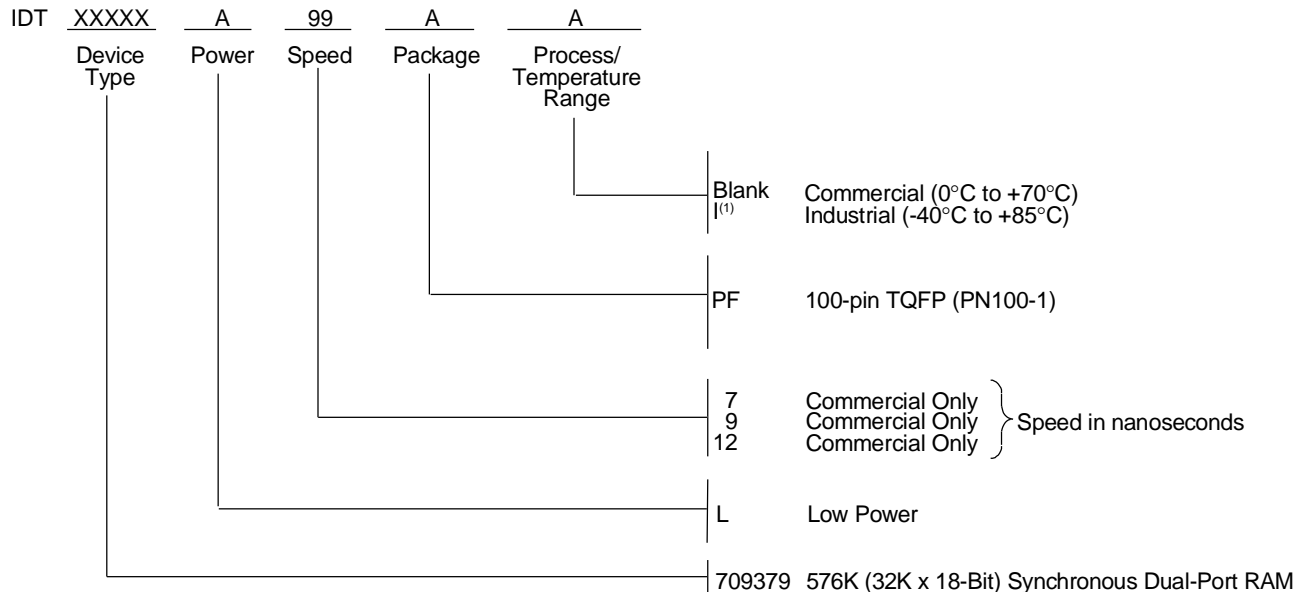 IDT XXXXX A 99 A A
Device Type Power Speed Package Process/ Temperature Range
Blank Commercial (0°C to +70°C)
I(1) Industrial (-40°C to +85°C)
PF 100-pin TQFP (PN100-1)
7 Commercial Only
9 Commercial Only Speed in nanoseconds
12 Commercial Only
L Low Power
709379 576K (32K x 18-Bit) Synchronous Dual-Port RAM